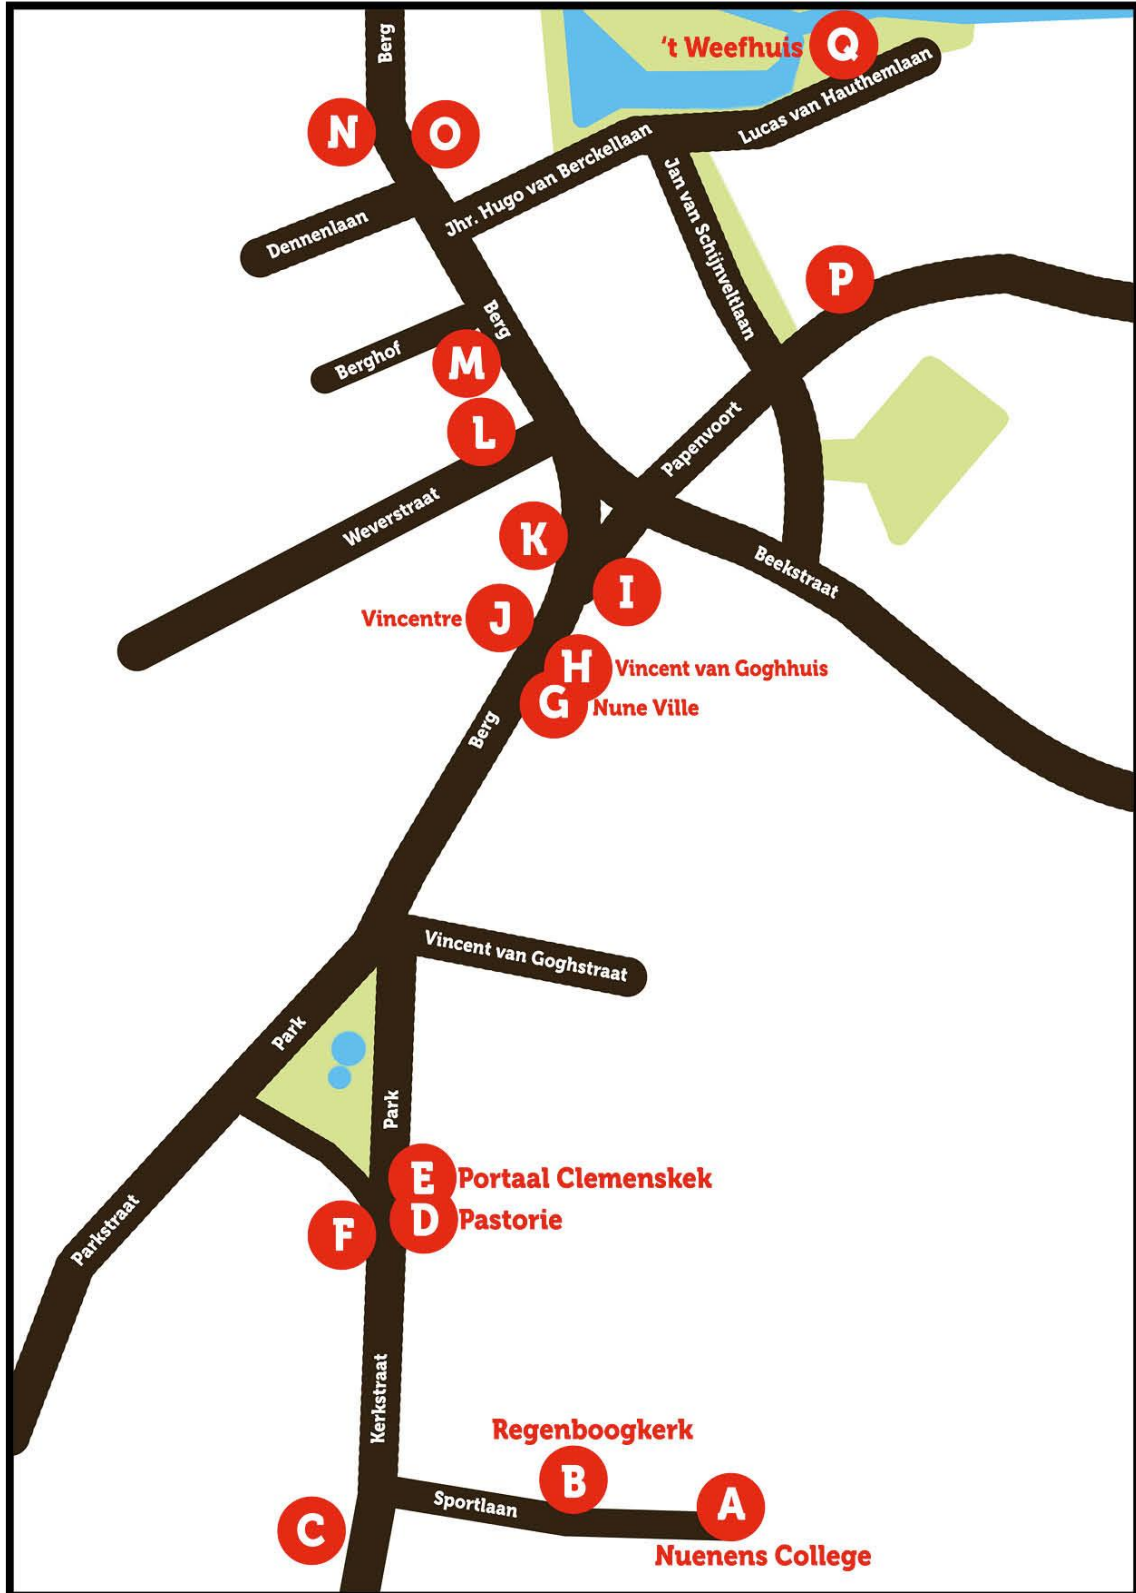 Berg
't Weefhuis
Q
Lucas van Hauthemlaan
N
O
Jhr. Hugo van Berckellaan
Dennenlaan
Jan van Schijnveltlaan
P
Berg
Berghof
M
L
Papenvoort
Weverstraat
K
Beekstraat
I
Vincentre
J
H
Vincent van Goghhuis
G
Nune Ville
Berg
Vincent van Goghstraat
Park
Park
E
Portaal Clemenskek
D
Pastorie
F
Parkstraat
Kerkstraat
Regenboogkerk
B
Sportlaan
A
C
Nuenens College